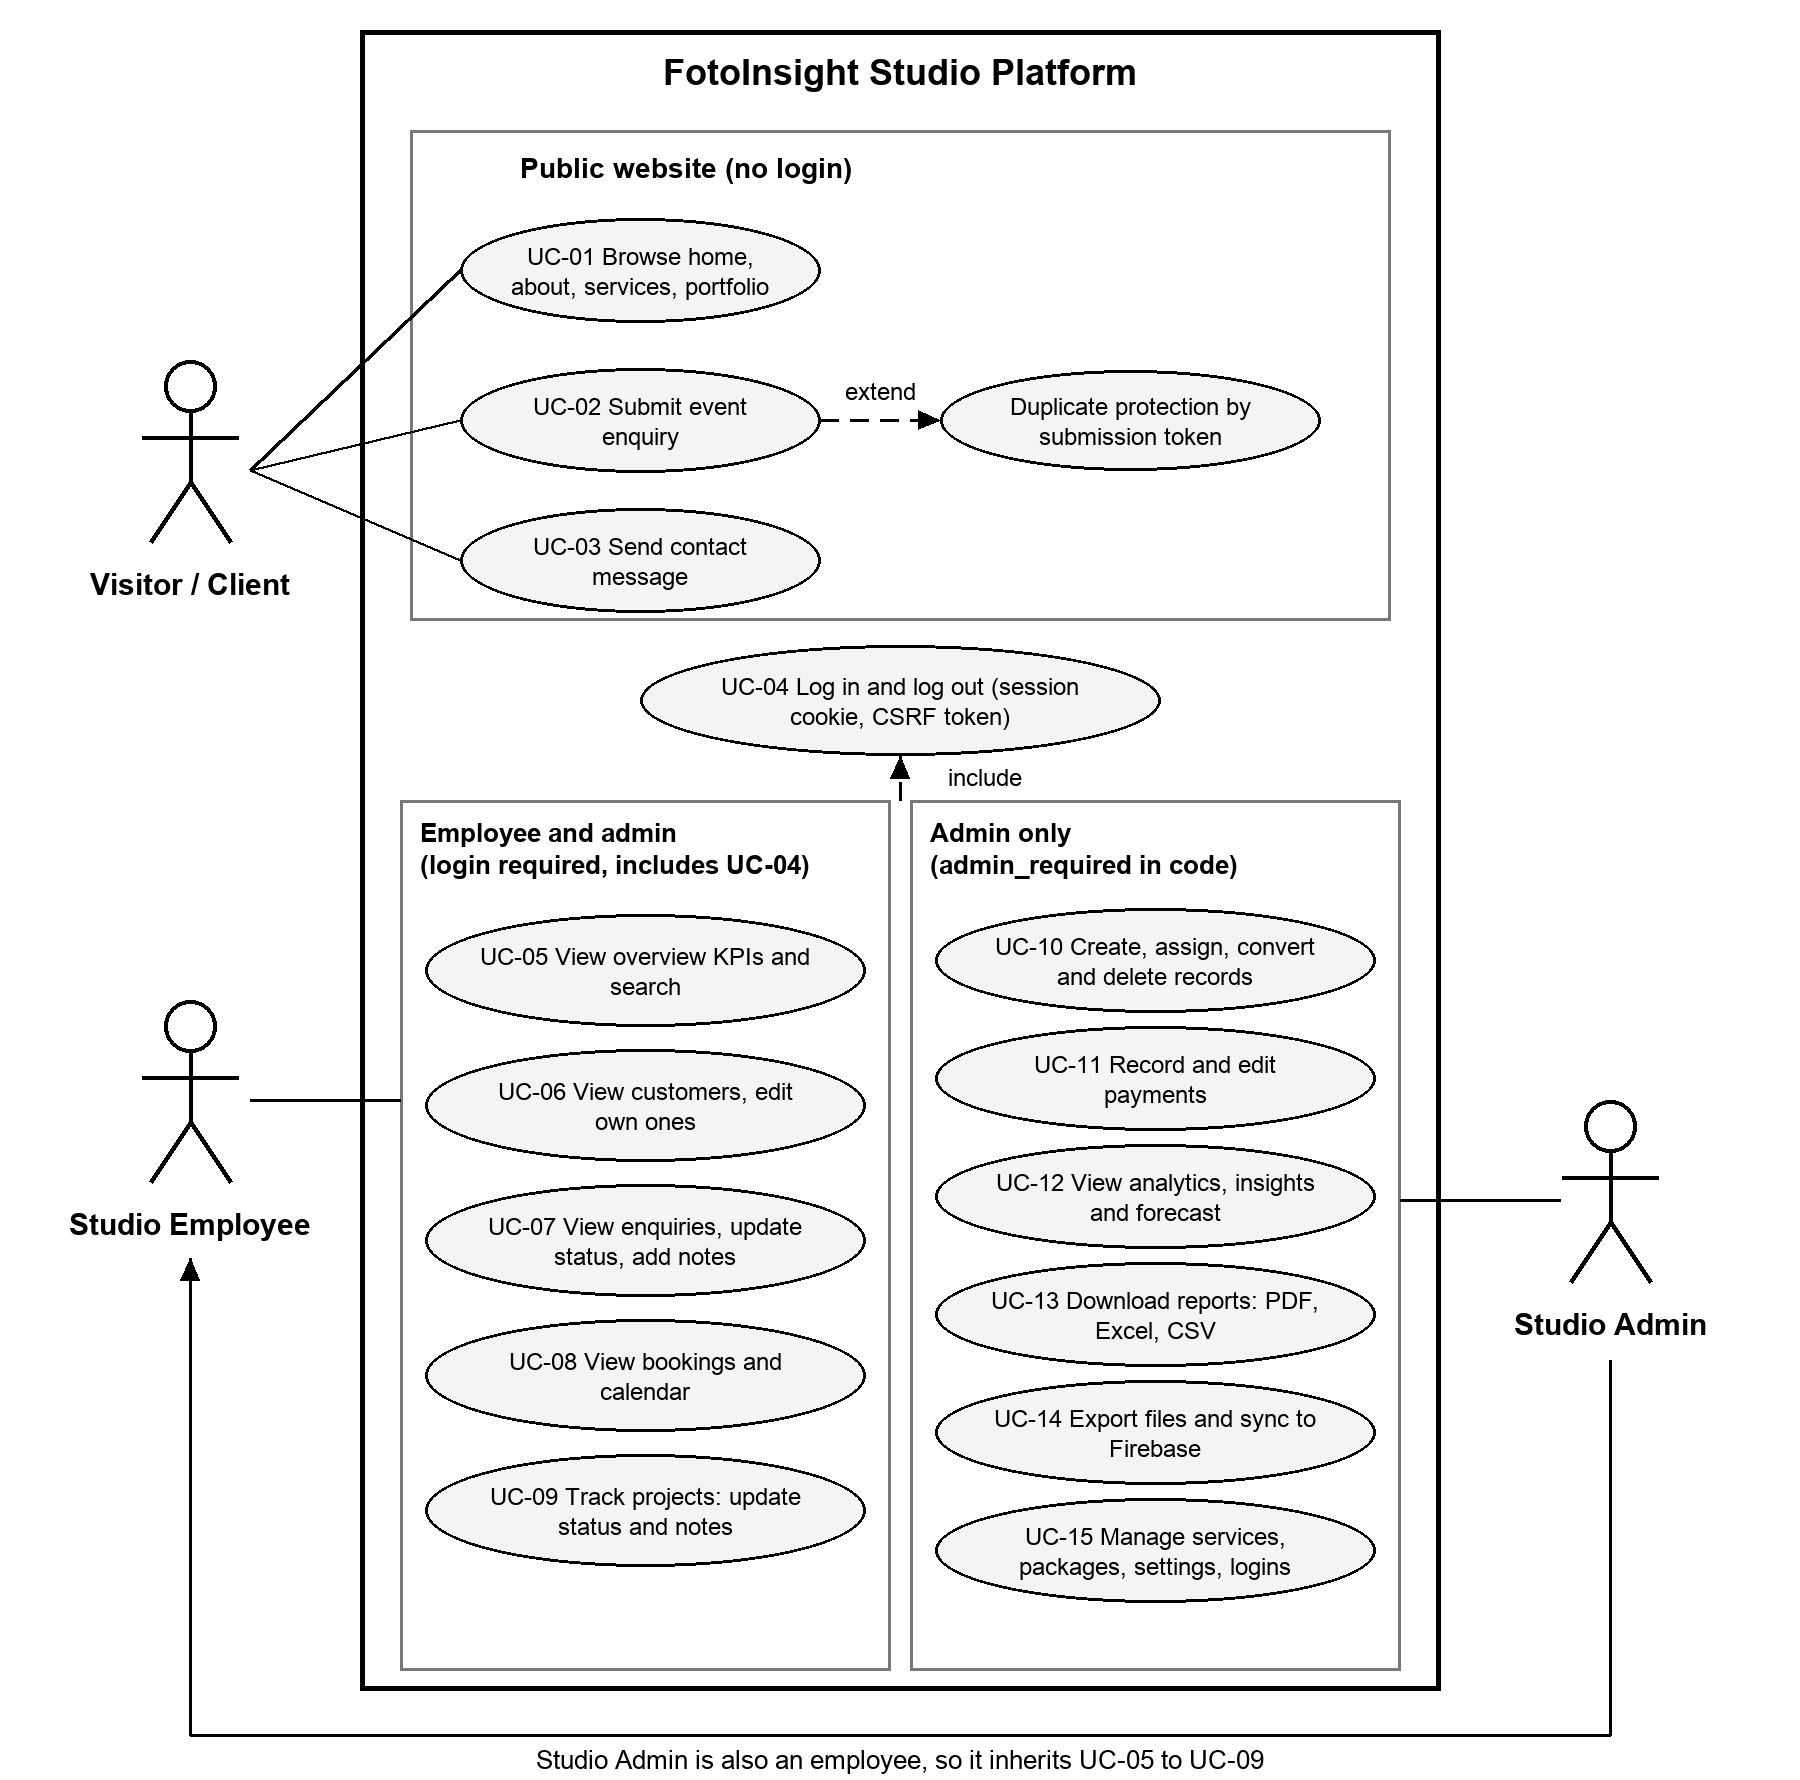 FotoInsight Studio Platform
Public website (no login)
UC-01 Browse home,
about, services, portfolio
UC-02 Submit event
enquiry
extend
Duplicate protection by
submission token
UC-03 Send contact
message
Visitor / Client
UC-04 Log in and log out (session
cookie, CSRF token)
include
Employee and admin
(login required, includes UC-04)
UC-05 View overview KPIs and
search
UC-06 View customers, edit
own ones
UC-07 View enquiries, update
status, add notes
UC-08 View bookings and
calendar
UC-09 Track projects: update
status and notes
Studio Employee
Admin only
(admin_required in code)
UC-10 Create, assign, convert
and delete records
UC-11 Record and edit
payments
UC-12 View analytics, insights
and forecast
UC-13 Download reports: PDF,
Excel, CSV
UC-14 Export files and sync to
Firebase
UC-15 Manage services,
packages, settings, logins
Studio Admin
Studio Admin is also an employee, so it inherits UC-05 to UC-09